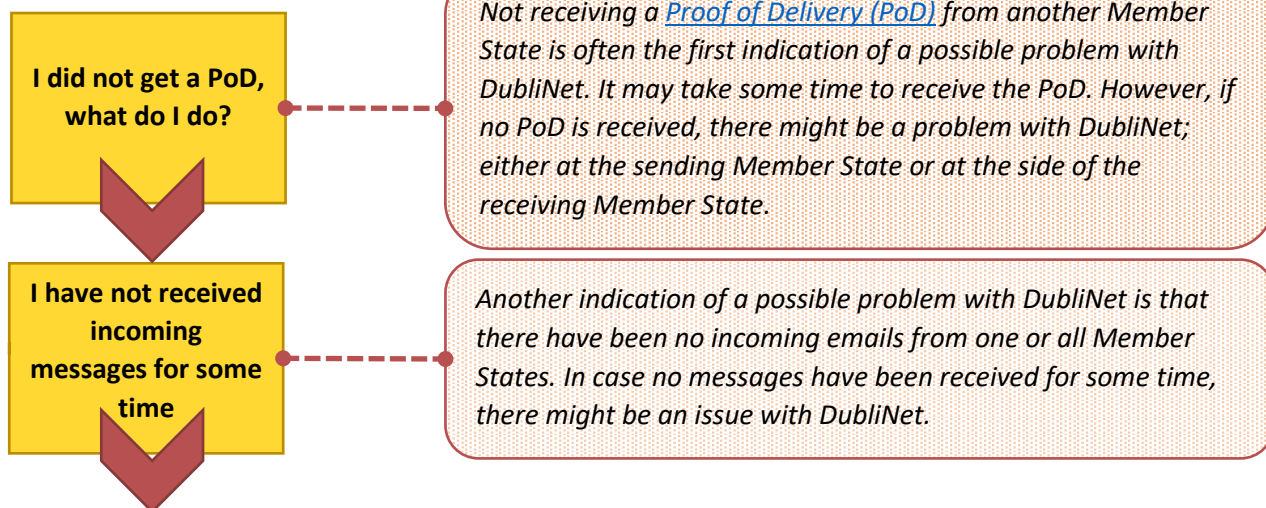 I did not get a PoD,
what do I do?
Not receiving a Proof of Delivery (PoD) from another Member
State is often the first indication of a possible problem with
DubliNet. It may take some time to receive the PoD. However, if
no PoD is received, there might be a problem with DubliNet;
either at the sending Member State or at the side of the
receiving Member State.
I have not received
incoming
messages for some
time
Another indication of a possible problem with DubliNet is that
there have been no incoming emails from one or all Member
States. In case no messages have been received for some time,
there might be an issue with DubliNet.